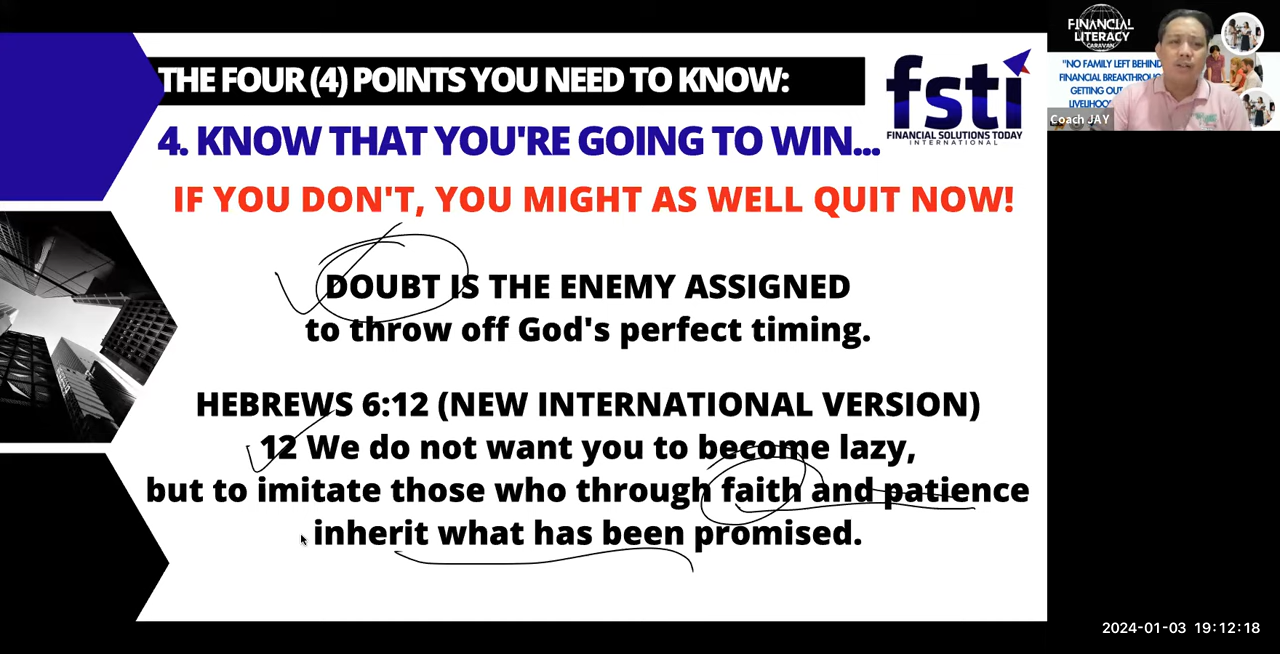 THE FOUR (4) POINTS YOU NEED TO KNOW:
4. KNOW THAT YOU'RE GOING TO WIN...
IF YOU DON'T, YOU MIGHT AS WELL QUIT NOW!
DOUBT IS THE ENEMY ASSIGNED
to throw off God's perfect timing.
HEBREWS 6:12 (NEW INTERNATIONAL VERSION)
12 We do not want you to become lazy,
but to imitate those who through faith and patience
inherit what has been promised.
fsti
FINANCIAL SOLUTIONS TODAY
INTERNATIONAL
FINANCIAL
LITERACY
CARAVAN
"NO FAMILY LEFT BEHIND
FINANCIAL
GETTING
Coach JAY
2024-01-03 19:12:18